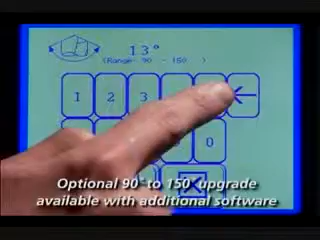 13°
(Range- 90 - 150 )
1 2 3
0
Optional 90° to 150° upgrade
available with additional software